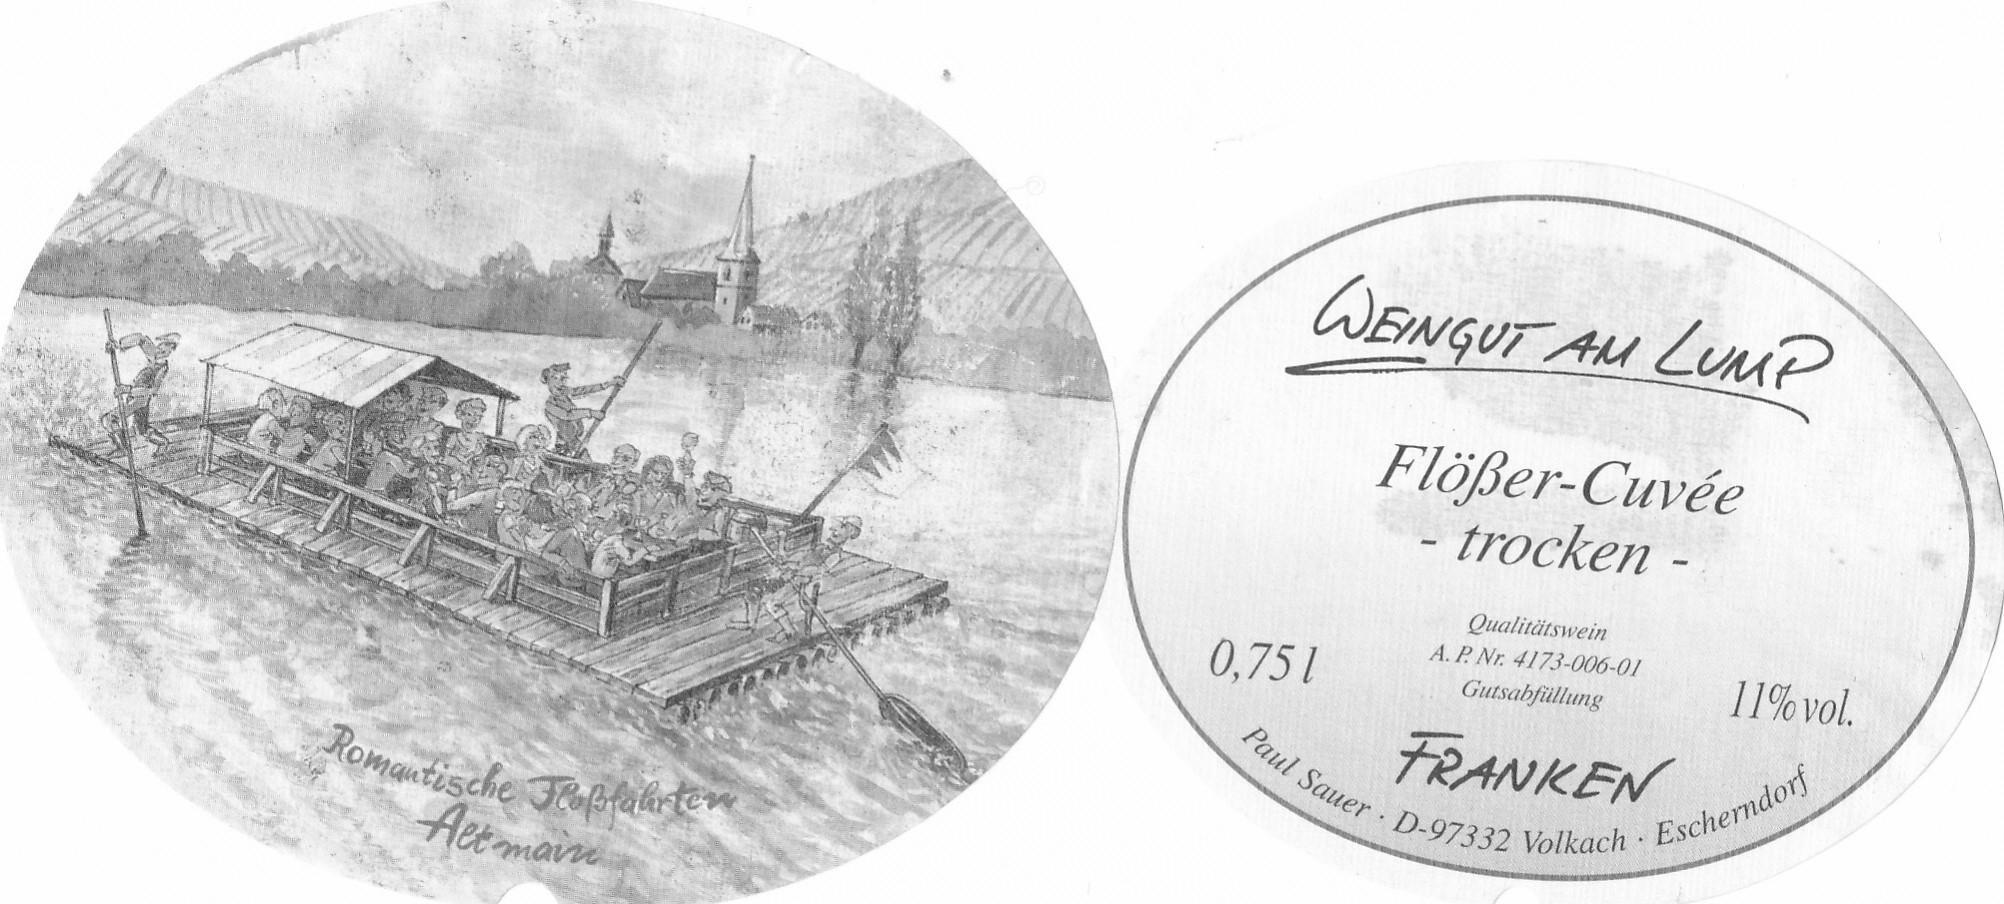 Romantische Floßfahrten
Altmain
WEINGUT AM LUMP
Flößer-Cuvée
- trocken -
Qualitätswein
A. P. Nr. 4173-006-01
Gutsabfüllung
0,75 l
11% vol.
FRANKEN
Paul Sauer · D-97332 Volkach · Escherndorf